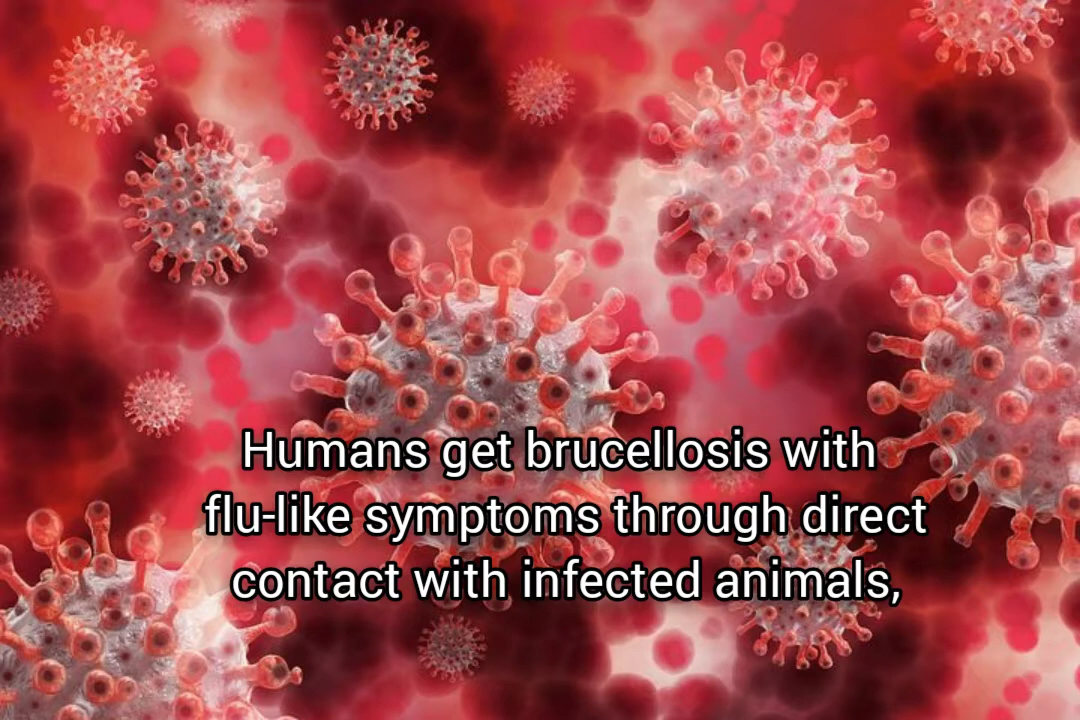 Humans get brucellosis with
flu-like symptoms through direct
contact with infected animals,